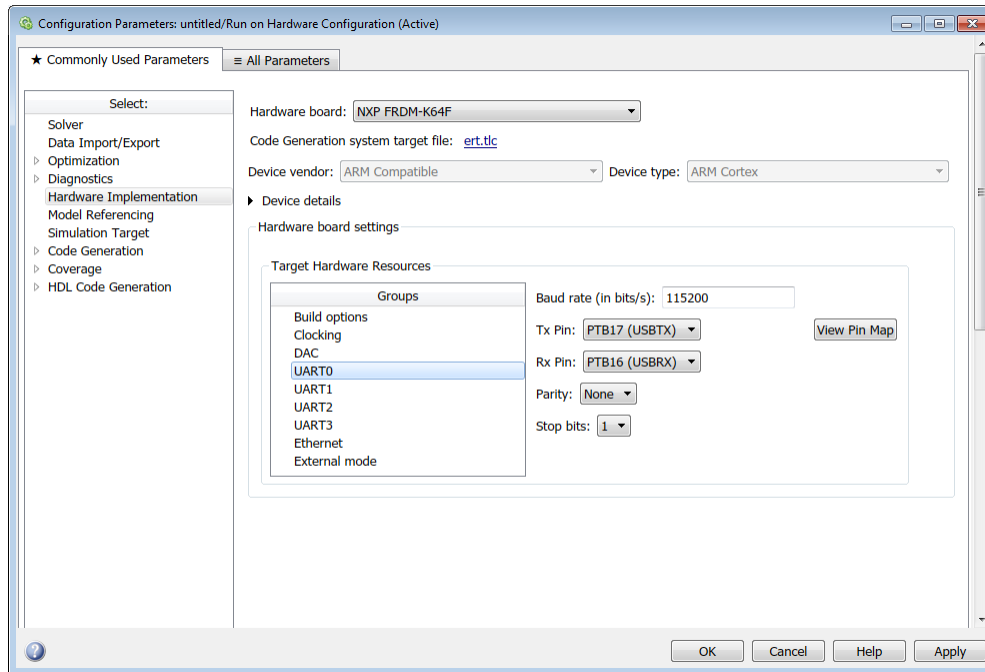 Configuration Parameters: untitled/Run on Hardware Configuration (Active)
★ Commonly Used Parameters
≡ All Parameters
Select:
Solver
Data Import/Export
Optimization
Diagnostics
Hardware Implementation
Model Referencing
Simulation Target
Code Generation
Coverage
HDL Code Generation
Hardware board: NXP FRDM-K64F
Code Generation system target file: ert.tlc
Device vendor: ARM Compatible Device type: ARM Cortex
Device details
Hardware board settings
Target Hardware Resources
Groups
Build options
Clocking
DAC
UART0
UART1
UART2
UART3
Ethernet
External mode
Baud rate (in bits/s): 115200
Tx Pin: PTB17 (USBTX) View Pin Map
Rx Pin: PTB16 (USBRX)
Parity: None
Stop bits: 1
OK Cancel Help Apply